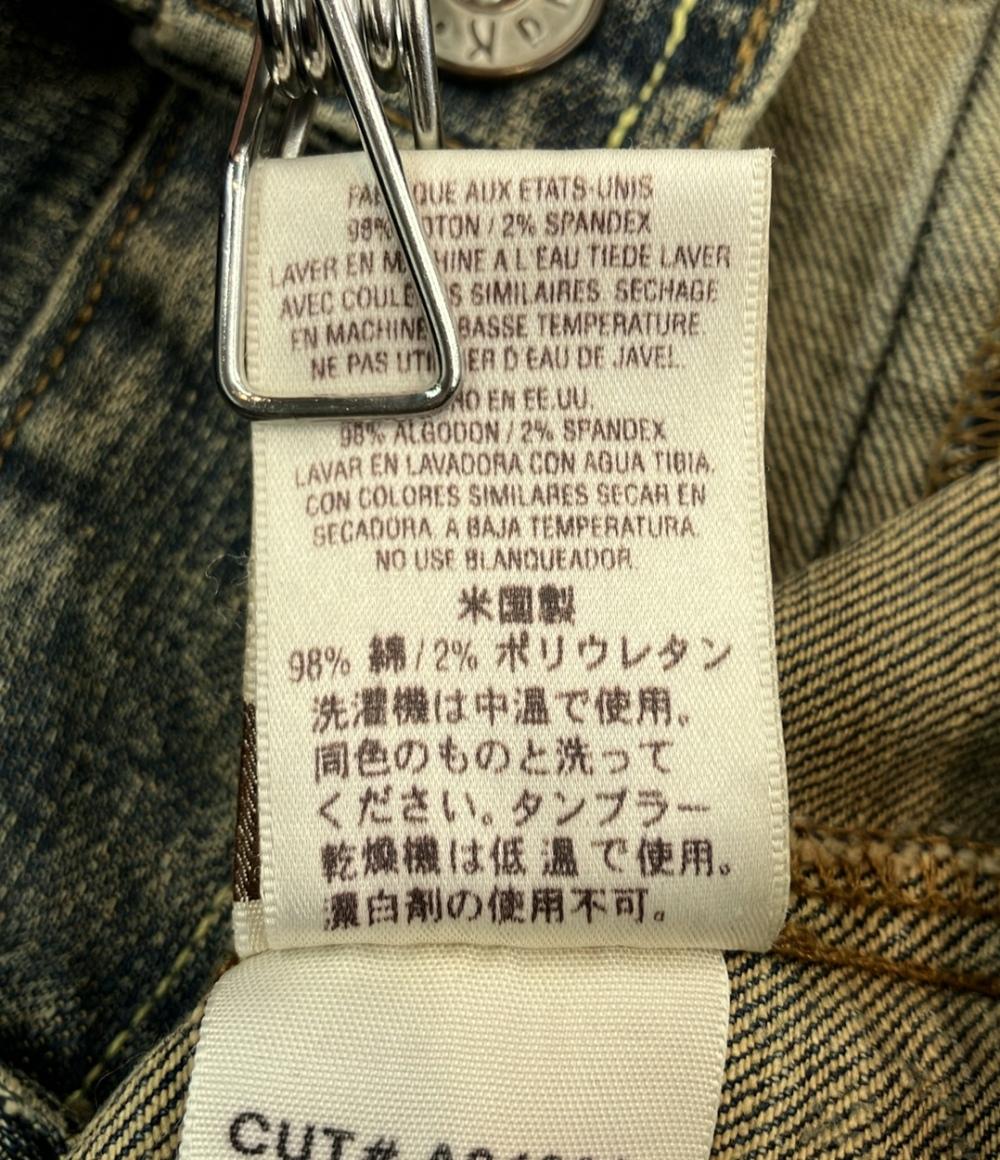 AUX ETATS-UNIS
98% / 2% SPANDEX
LAVER EN A L'EAU TIEDE LAVER
AVEC SIMILAIRES. SECHAGE
EN MACHINE BASSE TEMPERATURE.
NE PAS D'EAU DE JAVEL.
EN EE.UU.
98% ALGODON / 2% SPANDEX
LAVAR EN LAVADORA CON AGUA TIBIA.
CON COLORES SIMILARES SECAR EN
SECADORA. A BAJA TEMPERATURA.
NO USE BLANQUEADOR.
米国製
98% 綿/2% ポリウレタン
洗濯機は中温で使用。
同色のものと洗って
ください。タンブラー
乾燥機は低温で使用。
漂白剤の使用不可。
CUT#